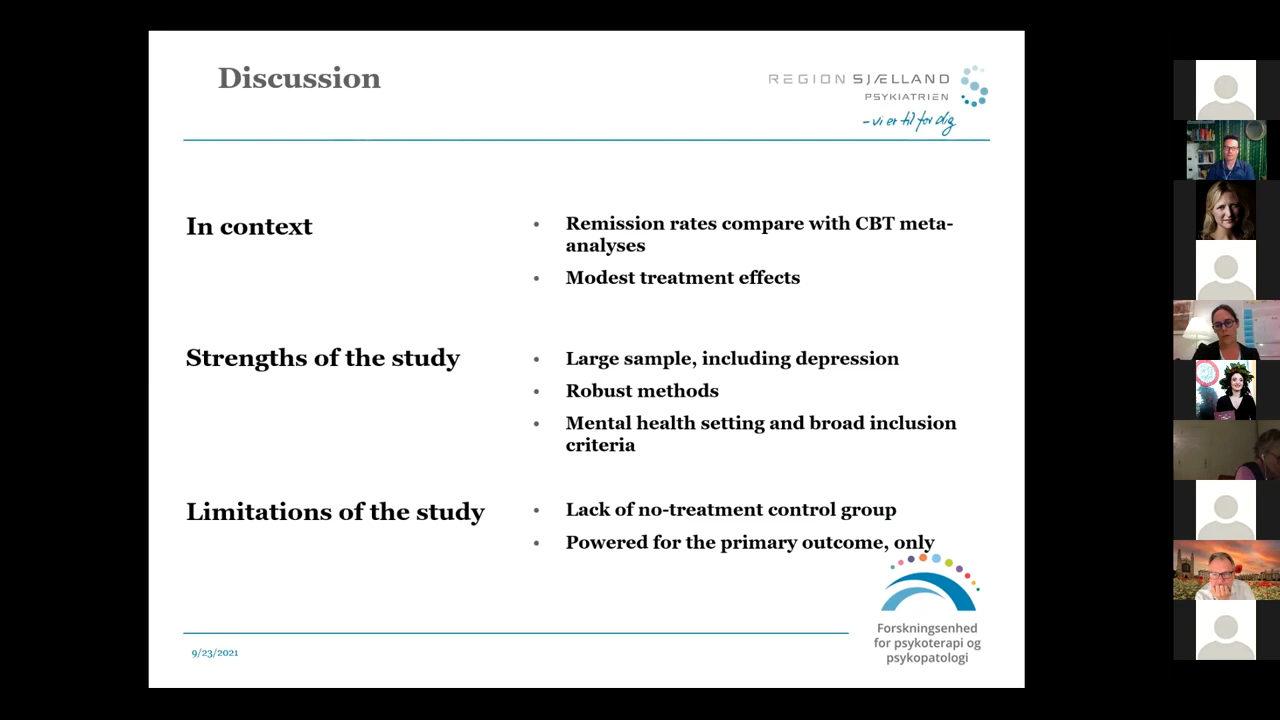 Discussion
REGION SJÆLLAND
PSYKIATRIEN
- vi er til for dig
In context
• Remission rates compare with CBT meta-
analyses
• Modest treatment effects
Strengths of the study
• Large sample, including depression
• Robust methods
• Mental health setting and broad inclusion
criteria
Limitations of the study
• Lack of no-treatment control group
• Powered for the primary outcome, only
Forskningsenhed
for psykoterapi og
psykopatologi
9/23/2021